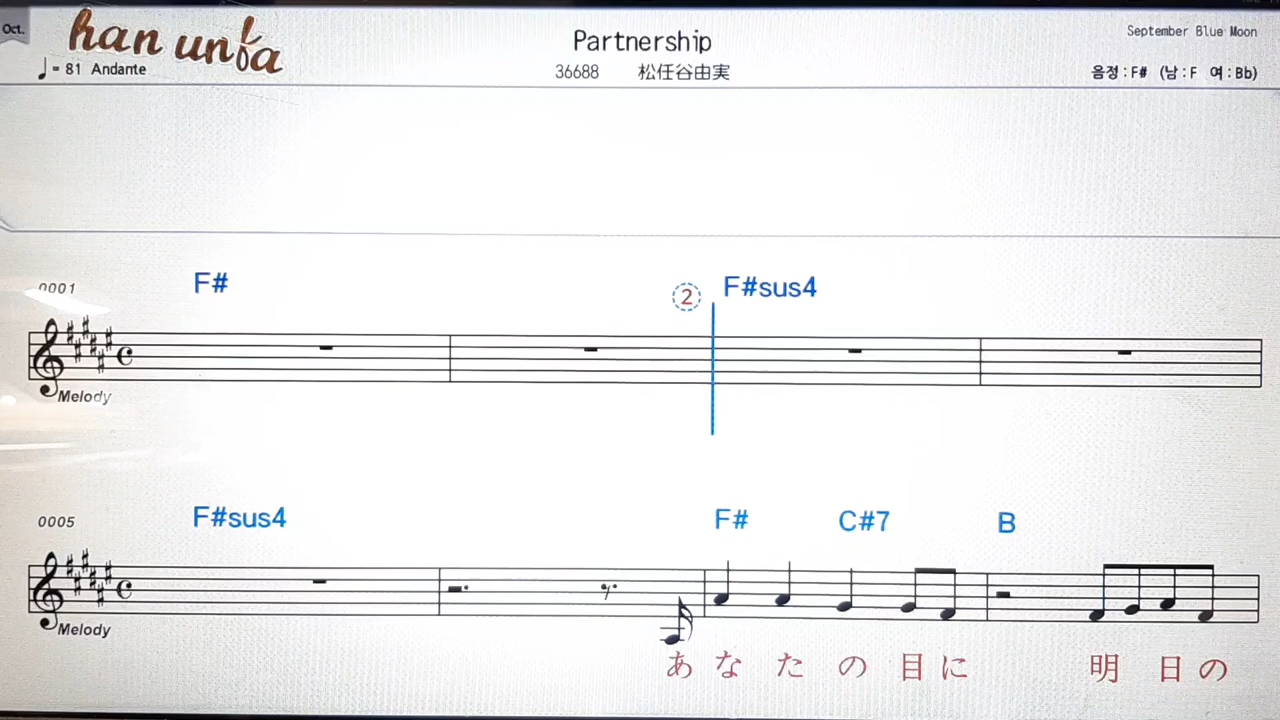 Oct.
han unba
♩= 81 Andante
Partnership
36688 松任谷由実
September Blue Moon
음정:F# (남:F 여:Bb)
0001
F#
② F#sus4
Melody
0005
F#sus4 F# C#7 B
Melody
あ な た の 目 に 明 日 の